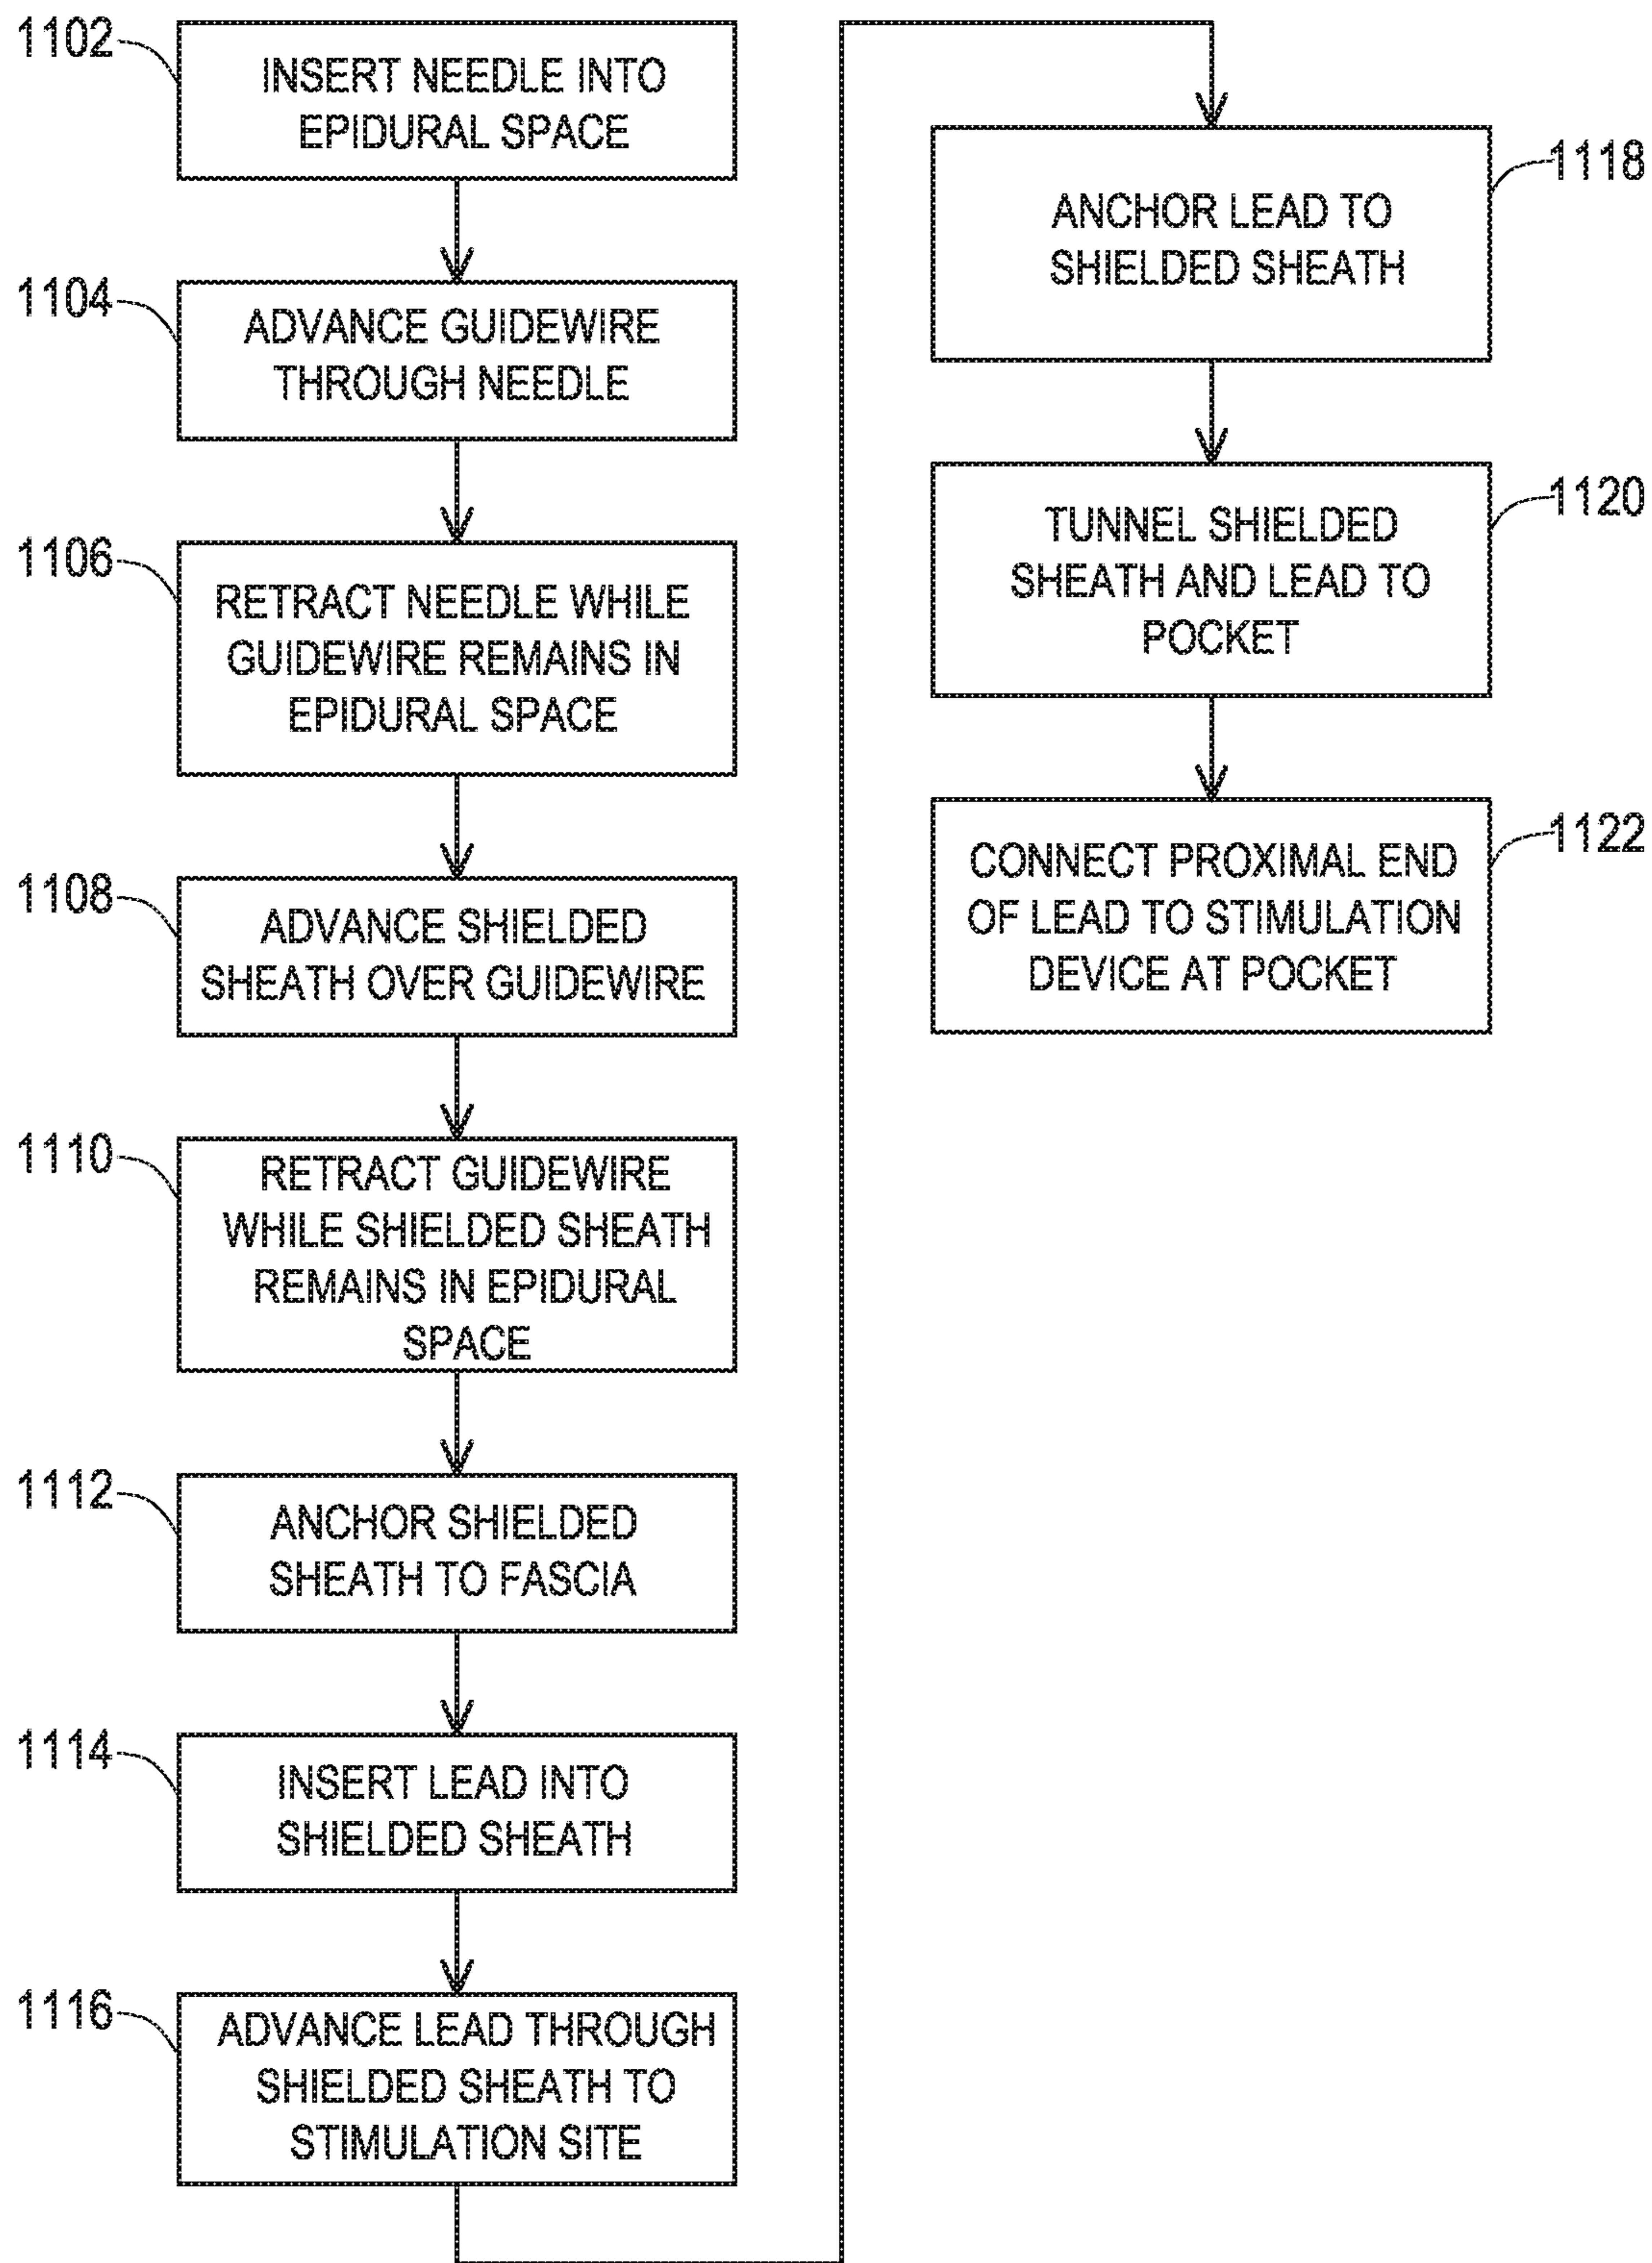 1102
INSERT NEEDLE INTO
EPIDURAL SPACE
1104
ADVANCE GUIDEWIRE
THROUGH NEEDLE
1106
RETRACT NEEDLE WHILE
GUIDEWIRE REMAINS IN
EPIDURAL SPACE
1108
ADVANCE SHIELDED
SHEATH OVER GUIDEWIRE
1110
RETRACT GUIDEWIRE
WHILE SHIELDED SHEATH
REMAINS IN EPIDURAL
SPACE
1112
ANCHOR SHIELDED
SHEATH TO FASCIA
1114
INSERT LEAD INTO
SHIELDED SHEATH
1116
ADVANCE LEAD THROUGH
SHIELDED SHEATH TO
STIMULATION SITE
1118
ANCHOR LEAD TO
SHIELDED SHEATH
1120
TUNNEL SHIELDED
SHEATH AND LEAD TO
POCKET
1122
CONNECT PROXIMAL END
OF LEAD TO STIMULATION
DEVICE AT POCKET